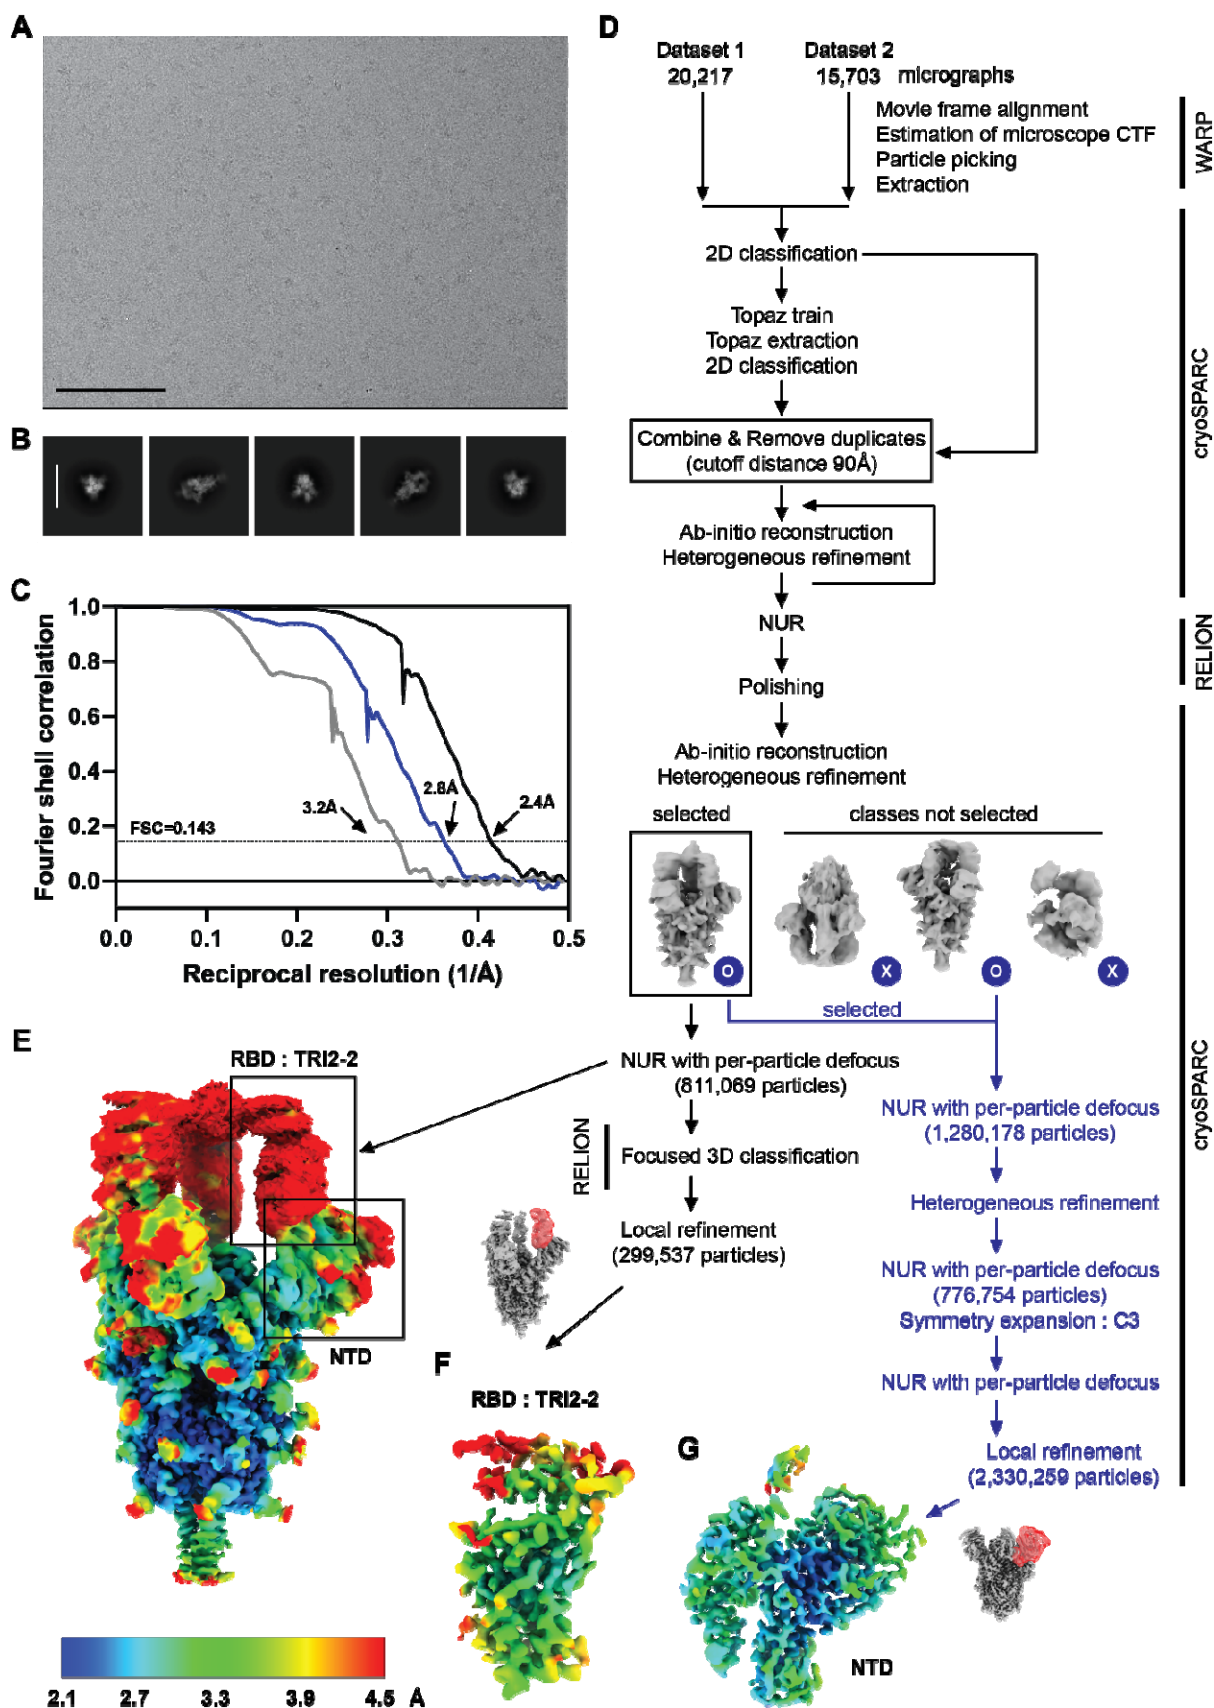 A
B
C
1.0
0.8
0.6
0.4
0.2
0.0
Fourier shell correlation
3.2Å
2.8Å
2.4Å
FSC=0.143
0.0 0.1 0.2 0.3 0.4 0.5
Reciprocal resolution (1/Å)
D
Dataset 1 Dataset 2
20,217 15,703 micrographs
Movie frame alignment
Estimation of microscope CTF
Particle picking
Extraction
WARP
2D classification
Topaz train
Topaz extraction
2D classification
Combine & Remove duplicates
(cutoff distance 90Å)
Ab-initio reconstruction
Heterogeneous refinement
cryoSPARC
NUR
Polishing
RELION
Ab-initio reconstruction
Heterogeneous refinement
selected classes not selected
O X O X
selected
NUR with per-particle defocus
(811,069 particles)
RELION
Focused 3D classification
Local refinement
(299,537 particles)
NUR with per-particle defocus
(1,280,178 particles)
Heterogeneous refinement
NUR with per-particle defocus
(776,754 particles)
Symmetry expansion : C3
NUR with per-particle defocus
Local refinement
(2,330,259 particles)
cryoSPARC
E
RBD : TRI2-2
NTD
2.1 2.7 3.3 3.9 4.5 Å
F
RBD : TRI2-2
G
NTD